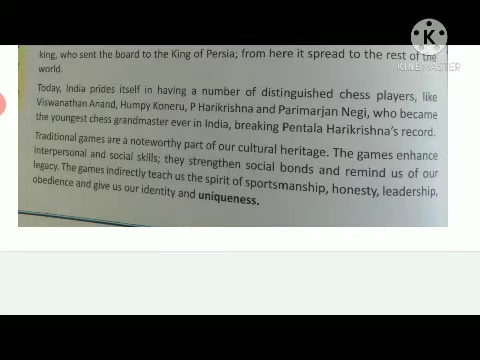 king, who sent the board to the King of Persia; from here it spread to the rest of the
world.
Today, India prides itself in having a number of distinguished chess players, like
Viswanathan Anand, Humpy Koneru, P Harikrishna and Parimarjan Negi, who became
the youngest chess grandmaster ever in India, breaking Pentala Harikrishna's record.
Traditional games are a noteworthy part of our cultural heritage. The games enhance
interpersonal and social skills; they strengthen social bonds and remind us of our
legacy. The games indirectly teach us the spirit of sportsmanship, honesty, leadership,
obedience and give us our identity and uniqueness.
K
KINEMASTER